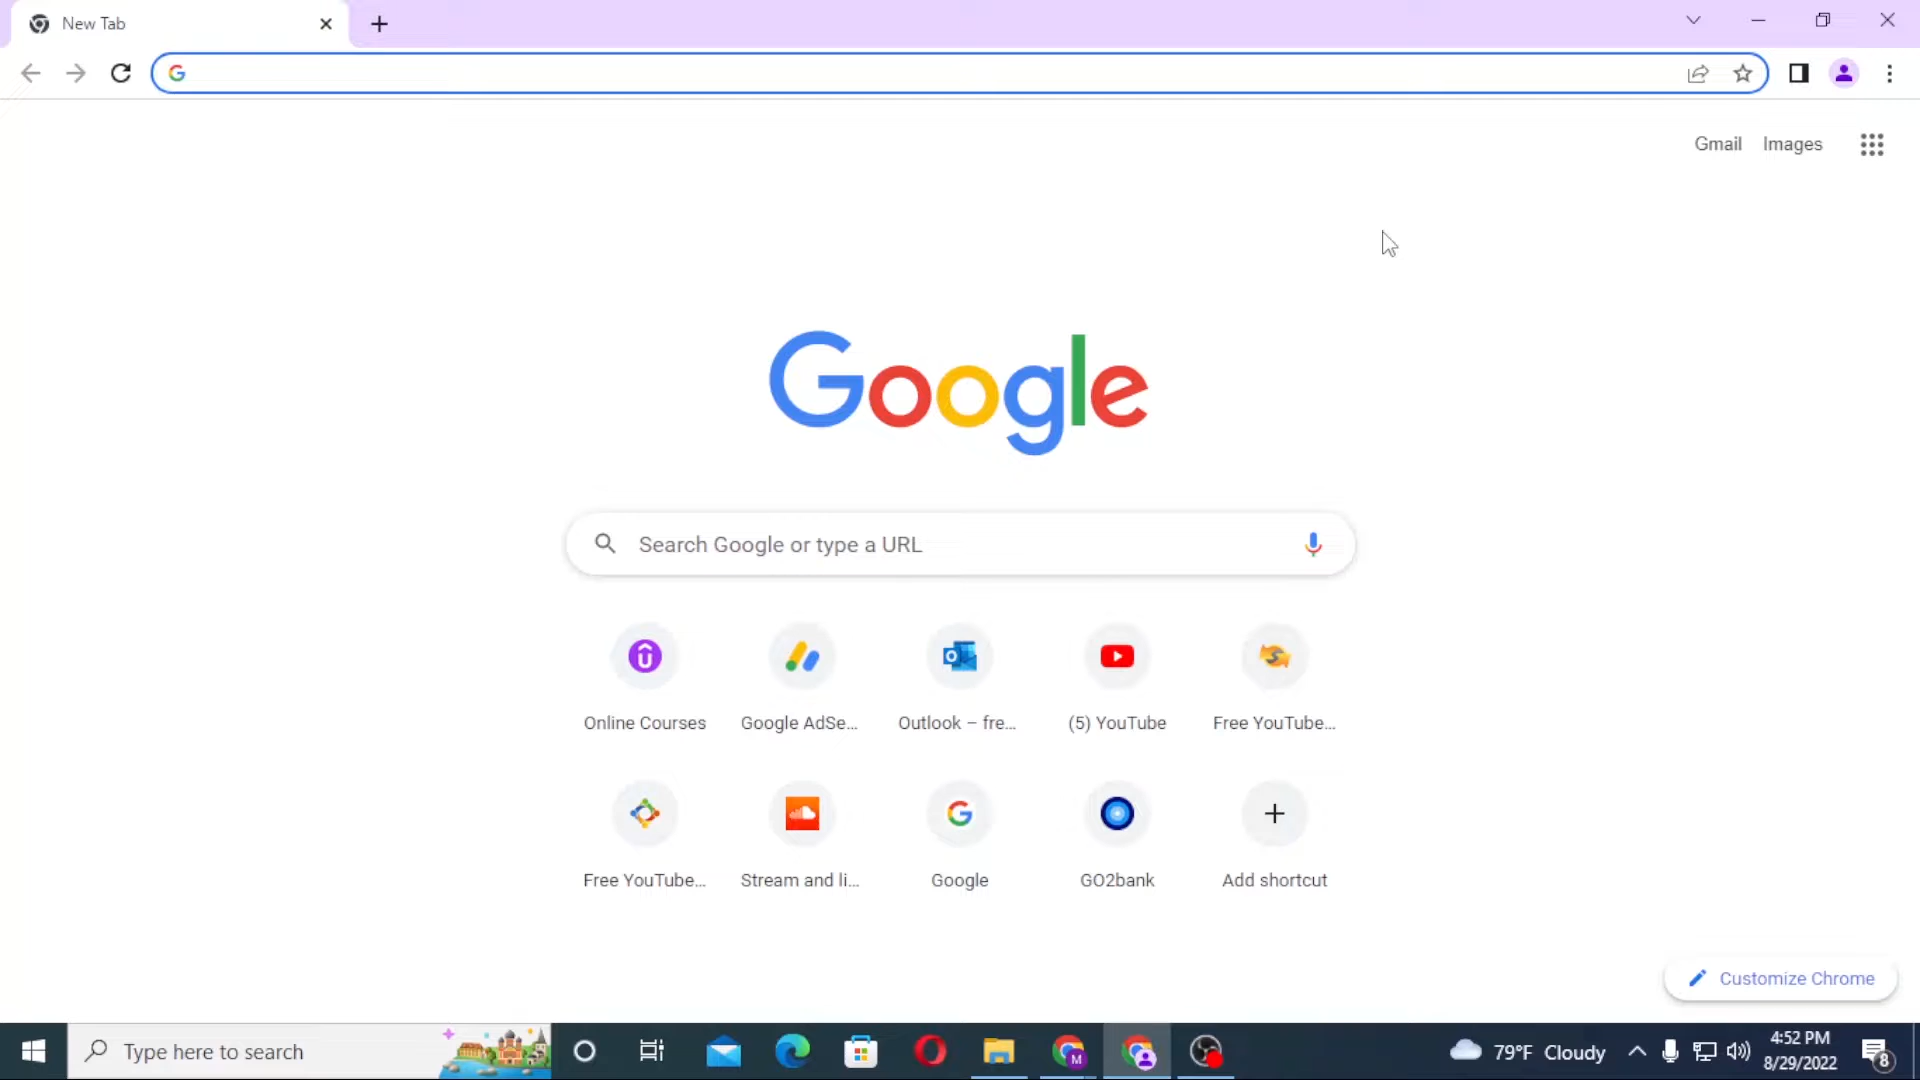 New Tab
Gmail Images
Google
Search Google or type a URL
Online Courses
Google AdSe...
Outlook – fre...
(5) YouTube
Free YouTube...
Free YouTube...
Stream and li...
Google
GO2bank
Add shortcut
Customize Chrome
Type here to search
M
79°F Cloudy
4:52 PM
8/29/2022
8